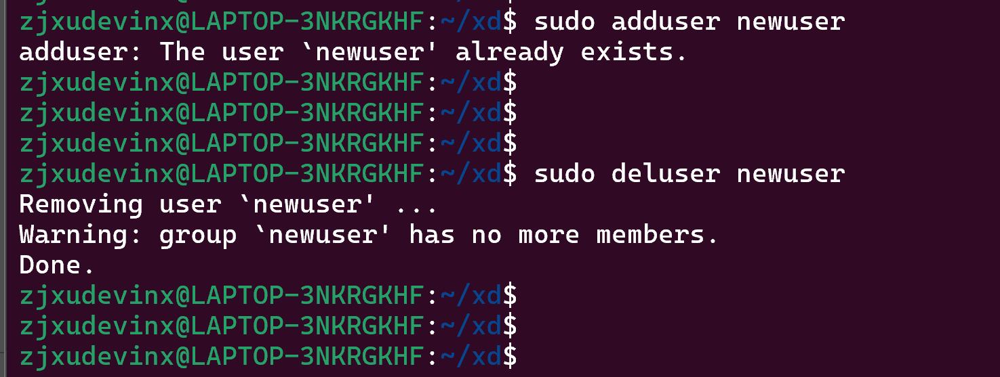 zjxudevinx@LAPTOP-3NKRGKHF:~/xd$ sudo adduser newuser
adduser: The user `newuser' already exists.
zjxudevinx@LAPTOP-3NKRGKHF:~/xd$
zjxudevinx@LAPTOP-3NKRGKHF:~/xd$
zjxudevinx@LAPTOP-3NKRGKHF:~/xd$
zjxudevinx@LAPTOP-3NKRGKHF:~/xd$ sudo deluser newuser
Removing user `newuser' ...
Warning: group `newuser' has no more members.
Done.
zjxudevinx@LAPTOP-3NKRGKHF:~/xd$
zjxudevinx@LAPTOP-3NKRGKHF:~/xd$
zjxudevinx@LAPTOP-3NKRGKHF:~/xd$